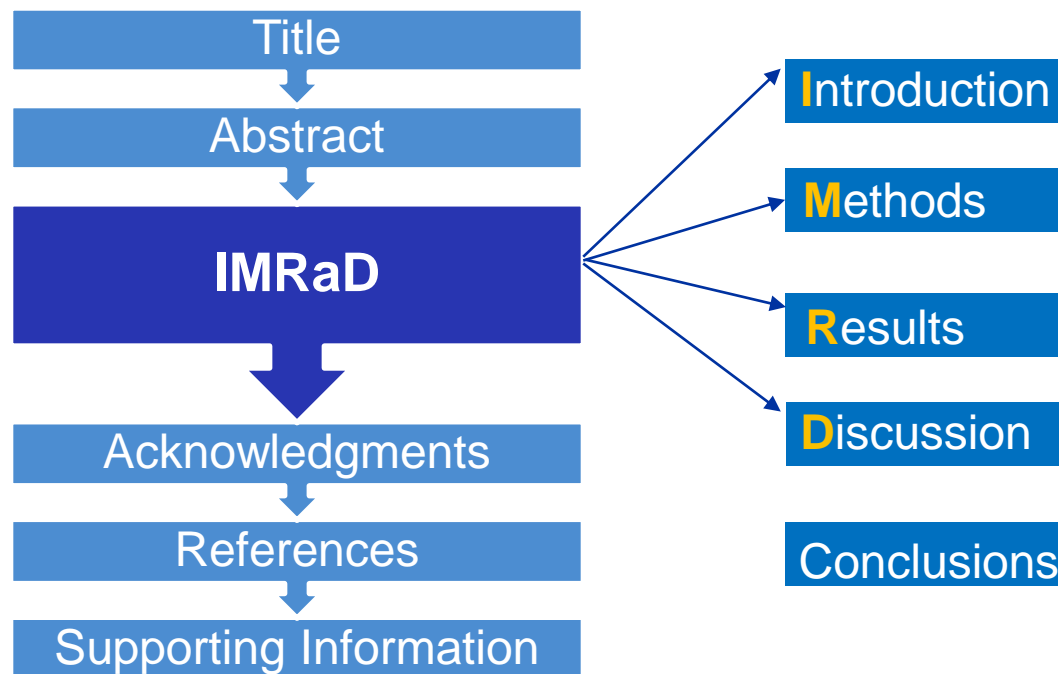 Title
Abstract
IMRaD
Acknowledgments
References
Supporting Information
Introduction
Methods
Results
Discussion
Conclusions